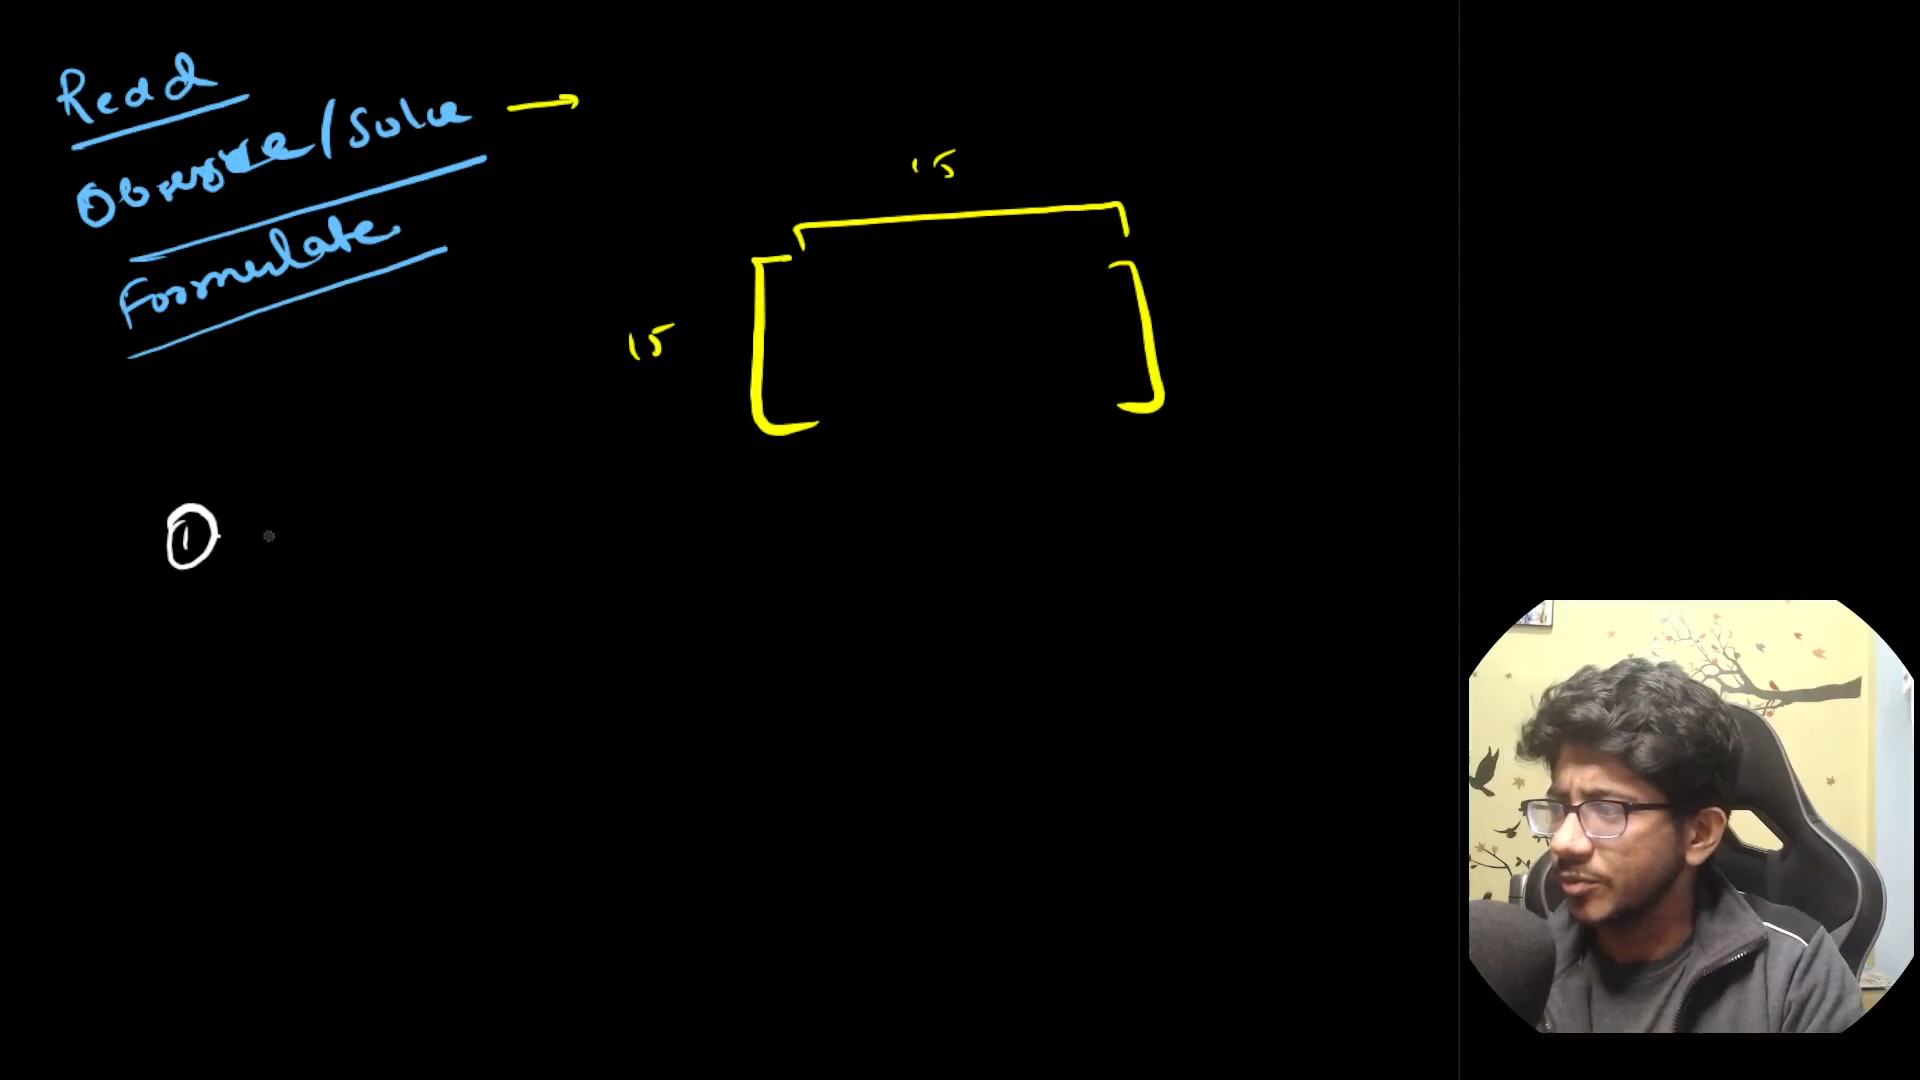 Read
Observe/Solve →
Formulate
15
15
①